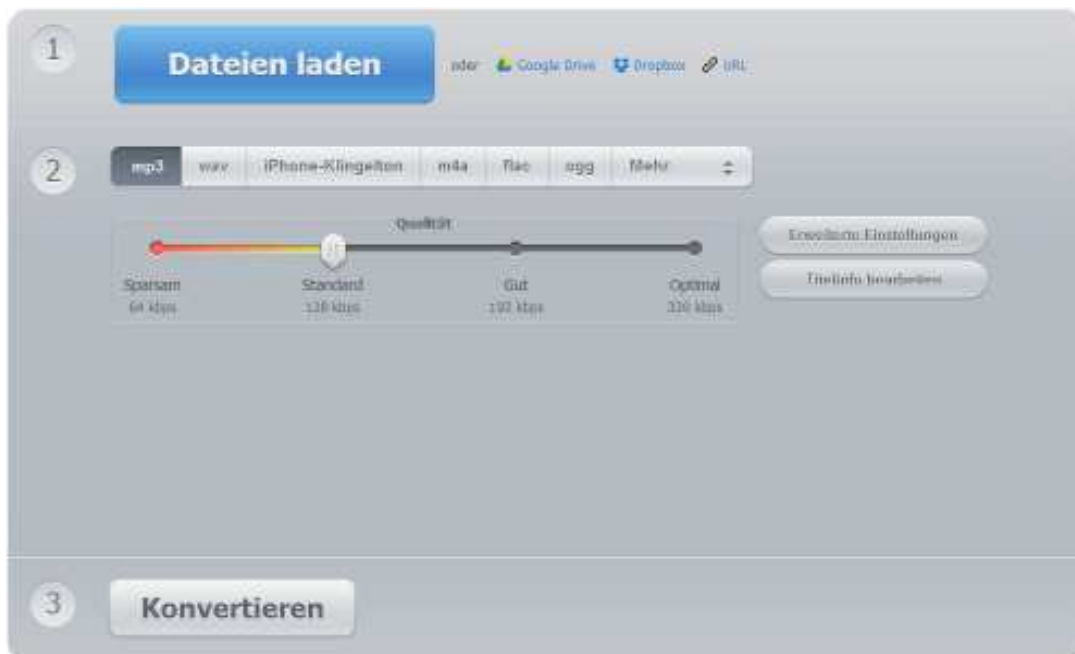 1
Dateien laden oder Google Drive Dropbox URL
2
mp3 wav iPhone-Klingelton m4a flac ogg Mehr
Qualität
Sparsam Standard Gut Optimal
64 kbps 128 kbps 192 kbps 320 kbps
Erweiterte Einstellungen
Titelinfo bearbeiten
3
Konvertieren